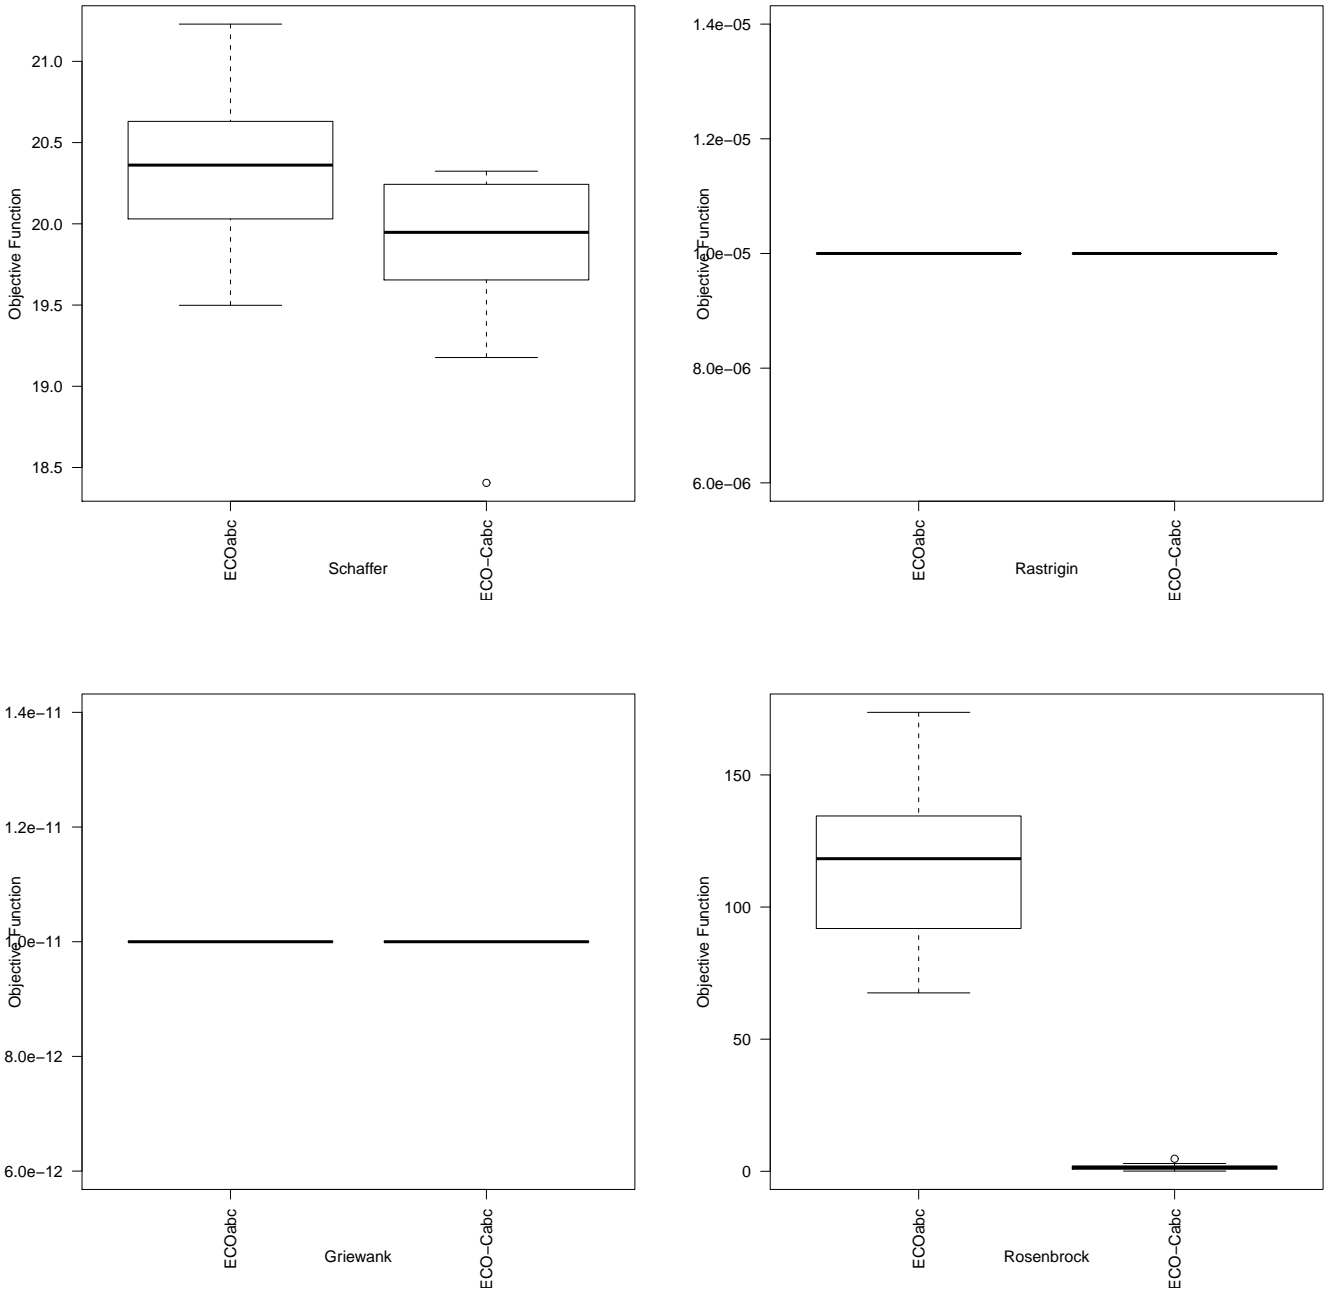 Objective Function
21.0
20.5
20.0
19.5
19.0
18.5
ECOabc
ECO−Cabc
Schaffer
Objective Function
1.4e−05
1.2e−05
1.0e−05
8.0e−06
6.0e−06
ECOabc
ECO−Cabc
Rastrigin
Objective Function
1.4e−11
1.2e−11
1.0e−11
8.0e−12
6.0e−12
ECOabc
ECO−Cabc
Griewank
Objective Function
150
100
50
0
ECOabc
ECO−Cabc
Rosenbrock